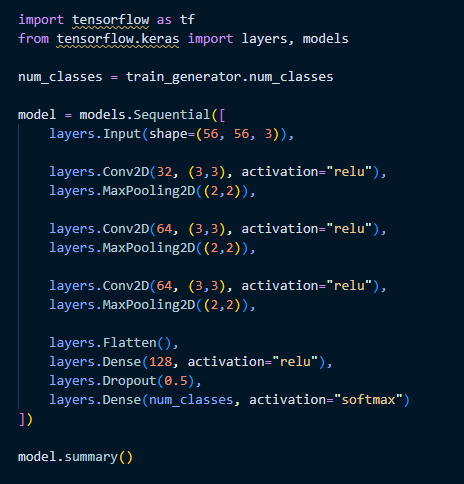 import tensorflow as tf
from tensorflow.keras import layers, models
num_classes = train_generator.num_classes
model = models.Sequential([
    layers.Input(shape=(56, 56, 3)),
    layers.Conv2D(32, (3,3), activation="relu"),
    layers.MaxPooling2D((2,2)),
    layers.Conv2D(64, (3,3), activation="relu"),
    layers.MaxPooling2D((2,2)),
    layers.Conv2D(64, (3,3), activation="relu"),
    layers.MaxPooling2D((2,2)),
    layers.Flatten(),
    layers.Dense(128, activation="relu"),
    layers.Dropout(0.5),
    layers.Dense(num_classes, activation="softmax")
])
model.summary()